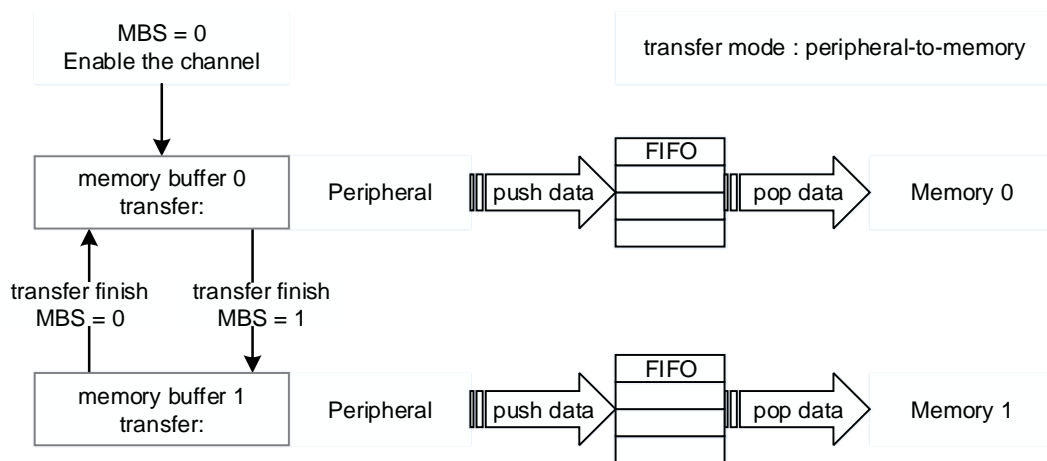 MBS = 0
Enable the channel
transfer mode : peripheral-to-memory
memory buffer 0
transfer:
Peripheral
push data
FIFO
pop data
Memory 0
transfer finish
MBS = 0
transfer finish
MBS = 1
memory buffer 1
transfer:
Peripheral
push data
FIFO
pop data
Memory 1